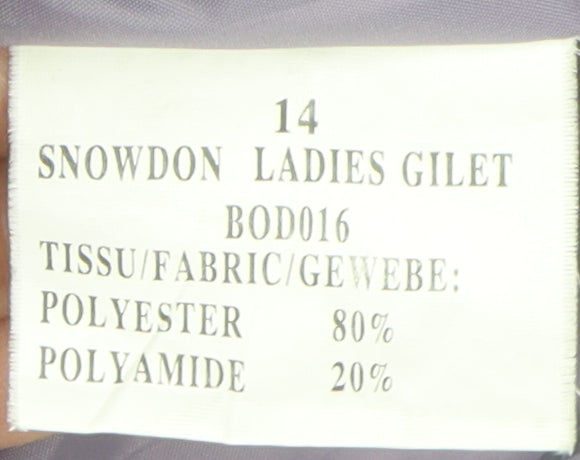 14
SNOWDON LADIES GILET
BOD016
TISSU/FABRIC/GEWEBE:
POLYESTER 80%
POLYAMIDE 20%